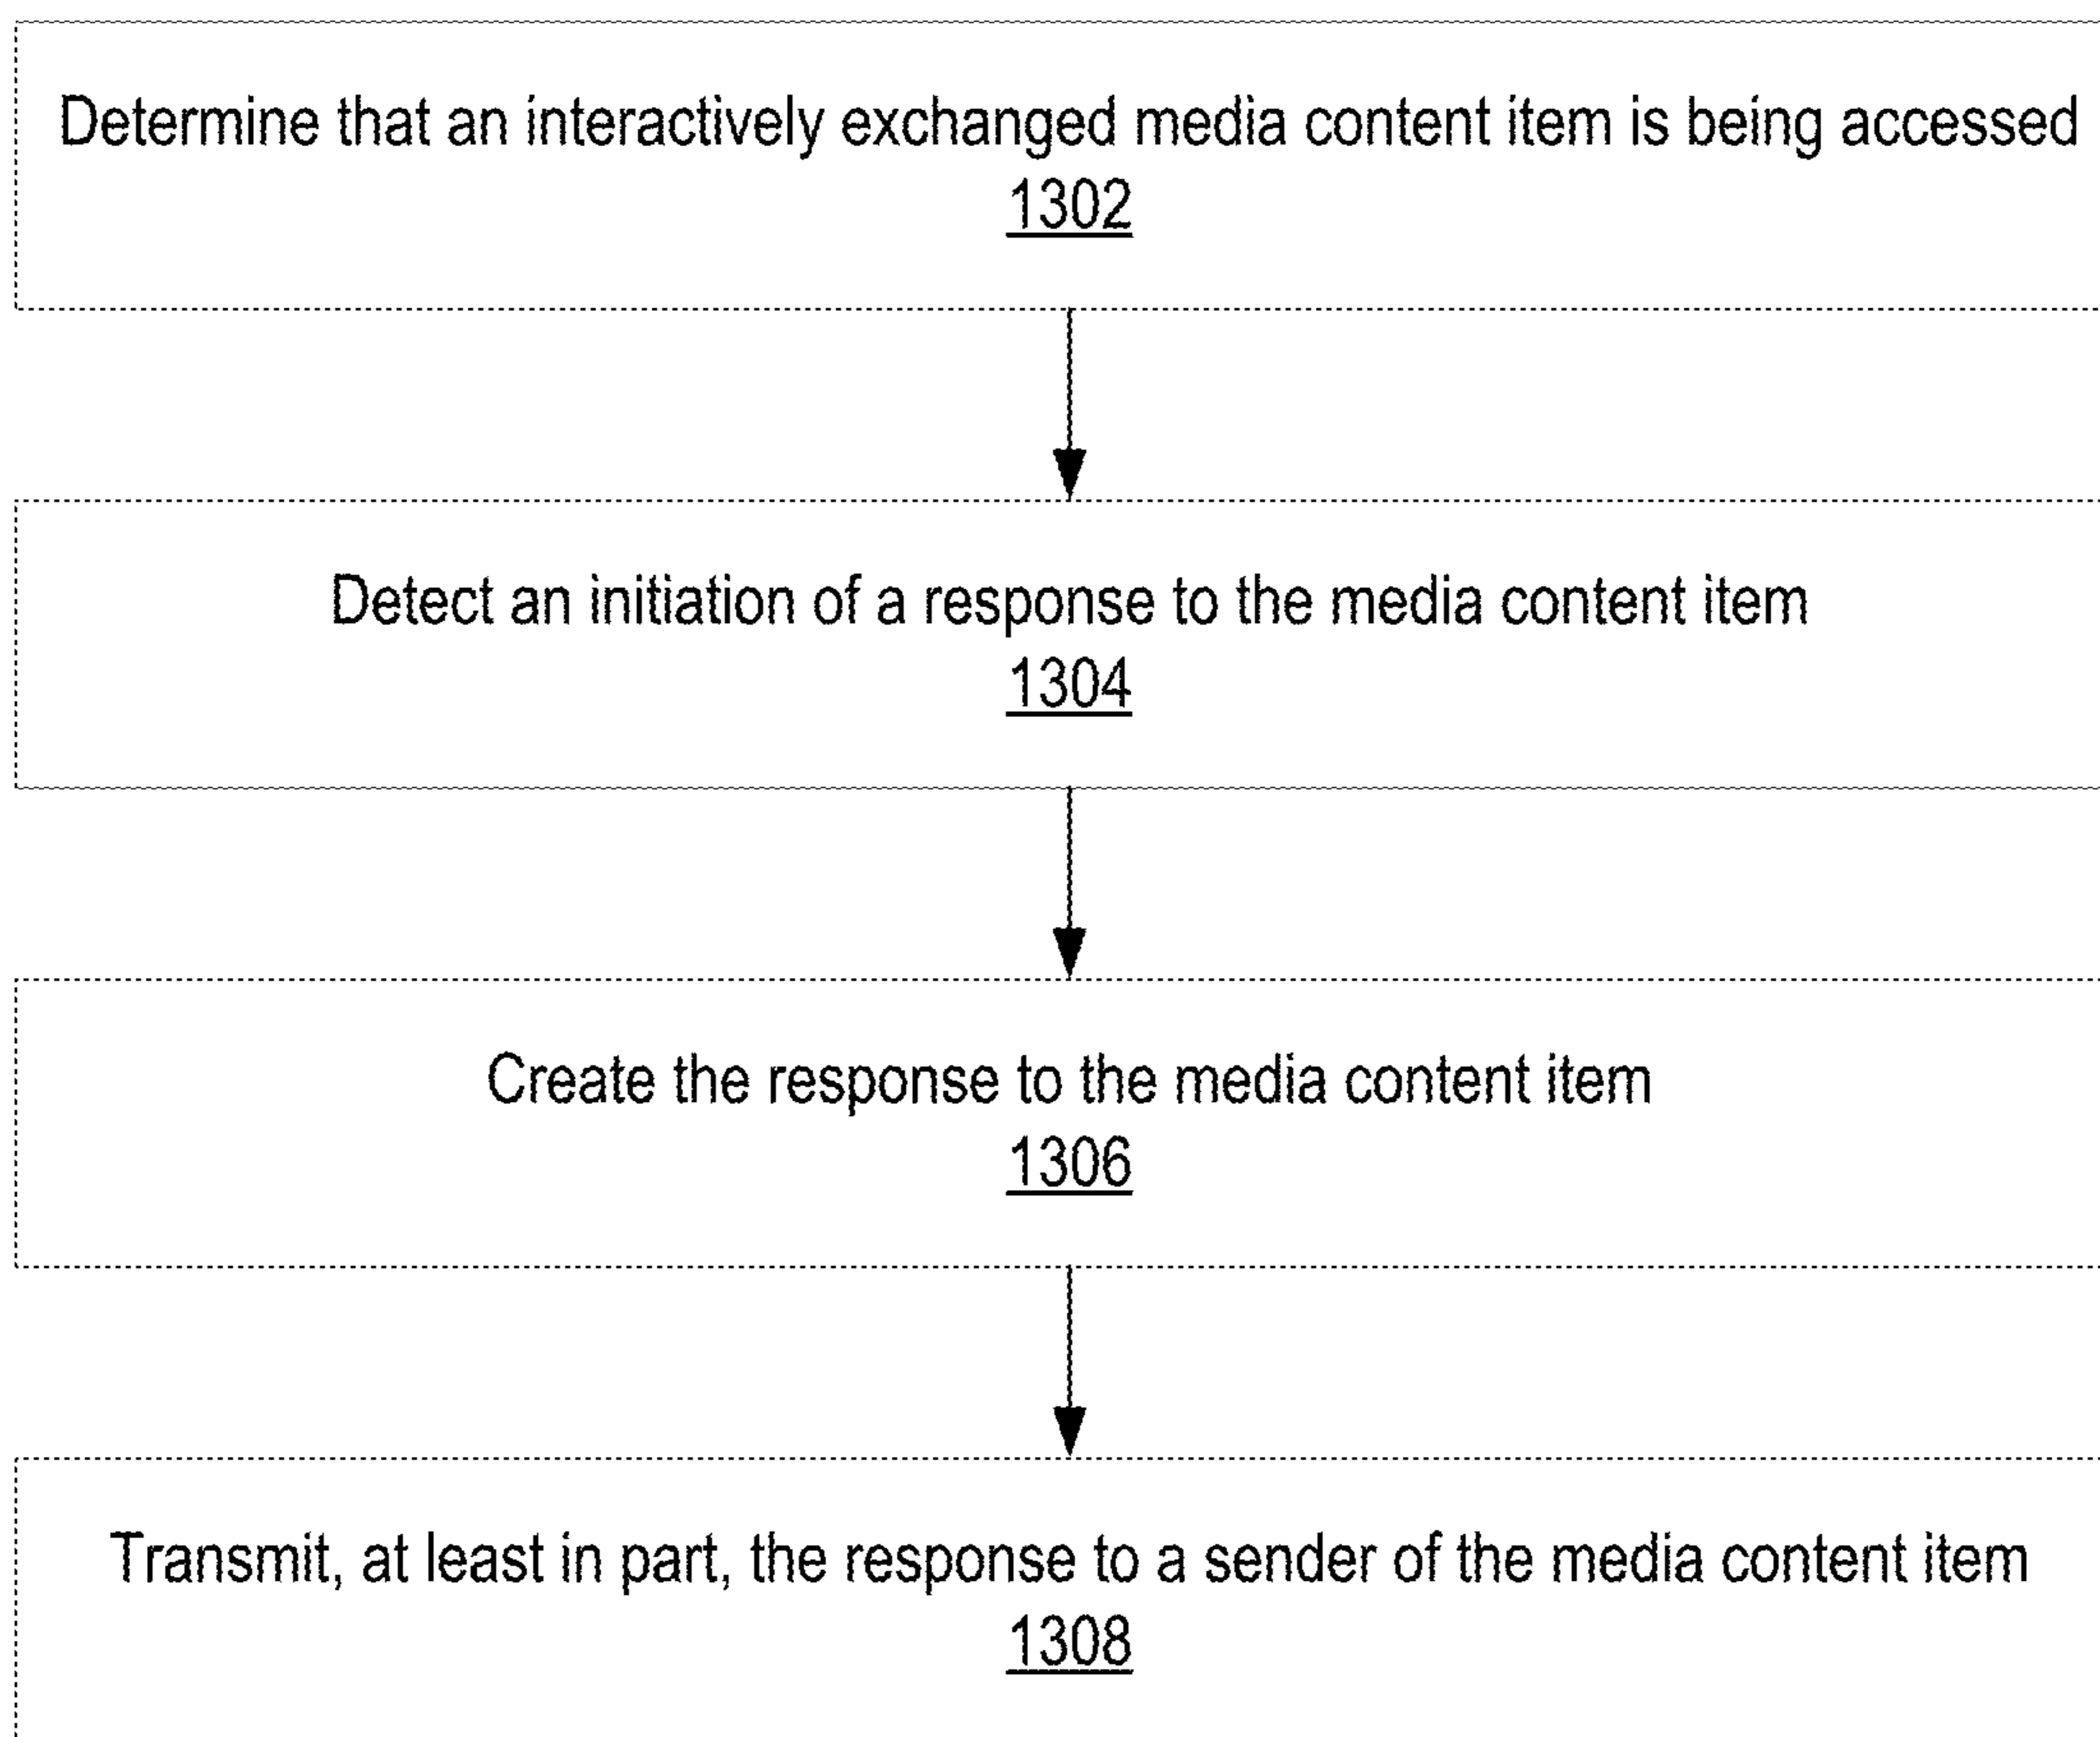 Determine that an interactively exchanged media content item is being accessed
1302
Detect an initiation of a response to the media content item
1304
Create the response to the media content item
1306
Transmit, at least in part, the response to a sender of the media content item
1308